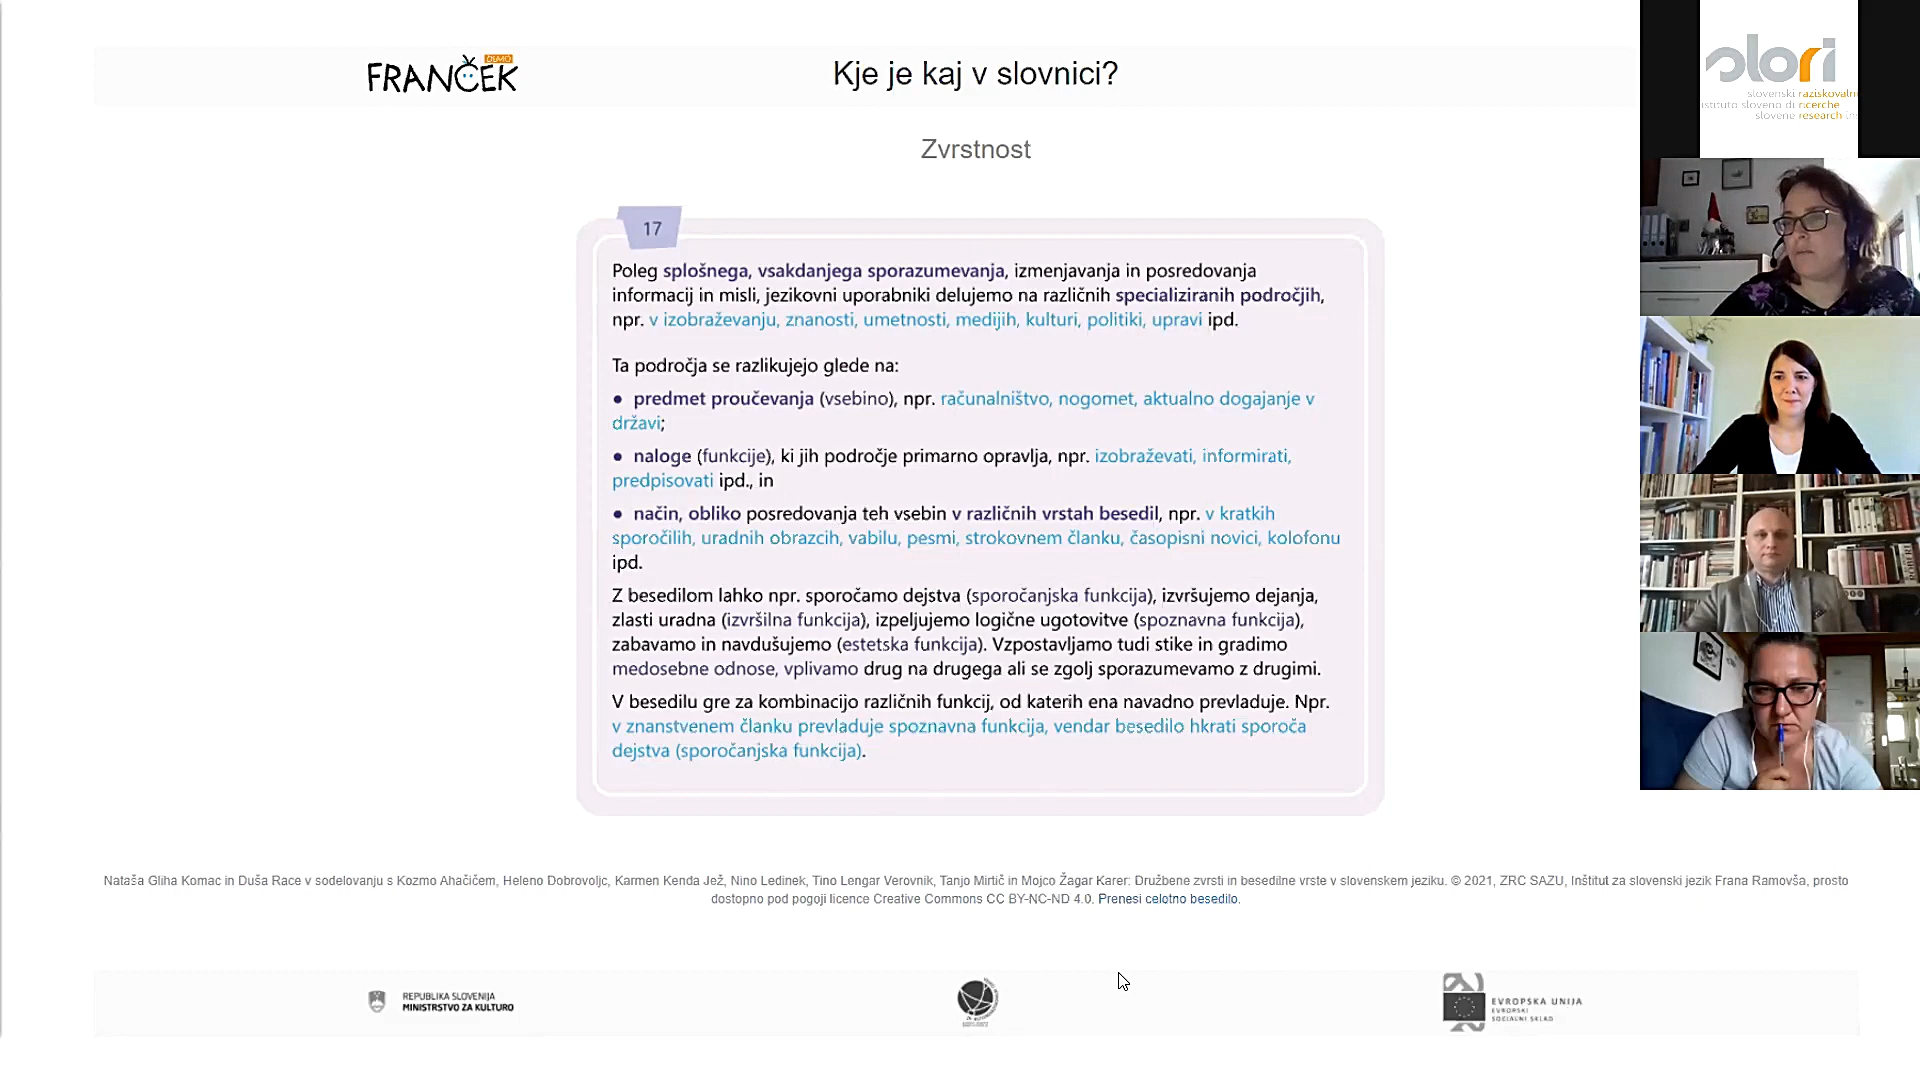 FRANČEK
DEMO
Kje je kaj v slovnici?
Zvrstnost
17
Poleg splošnega, vsakdanjega sporazumevanja, izmenjavanja in posredovanja
informacij in misli, jezikovni uporabniki delujemo na različnih specializiranih področjih,
npr. v izobraževanju, znanosti, umetnosti, medijih, kulturi, politiki, upravi ipd.
Ta področja se razlikujejo glede na:
● predmet proučevanja (vsebino), npr. računalništvo, nogomet, aktualno dogajanje v
državi;
● naloge (funkcije), ki jih področje primarno opravlja, npr. izobraževati, informirati,
predpisovati ipd., in
● način, obliko posredovanja teh vsebin v različnih vrstah besedil, npr. v kratkih
sporočilih, uradnih obrazcih, vabilu, pesmi, strokovnem članku, časopisni novici, kolofonu
ipd.
Z besedilom lahko npr. sporočamo dejstva (sporočanjska funkcija), izvršujemo dejanja,
zlasti uradna (izvršilna funkcija), izpeljujemo logične ugotovitve (spoznavna funkcija),
zabavamo in navdušujemo (estetska funkcija). Vzpostavljamo tudi stike in gradimo
medosebne odnose, vplivamo drug na drugega ali se zgolj sporazumevamo z drugimi.
V besedilu gre za kombinacijo različnih funkcij, od katerih ena navadno prevladuje. Npr.
v znanstvenem članku prevladuje spoznavna funkcija, vendar besedilo hkrati sporoča
dejstva (sporočanjska funkcija).
Nataša Gliha Komac in Duša Race v sodelovanju s Kozmo Ahačičem, Heleno Dobrovoljc, Karmen Kenda Jež, Nino Ledinek, Tino Lengar Verovnik, Tanjo Mirtič in Mojco Žagar Karer: Družbene zvrsti in besedilne vrste v slovenskem jeziku. © 2021, ZRC SAZU, Inštitut za slovenski jezik Frana Ramovša, prosto
dostopno pod pogoji licence Creative Commons CC BY-NC-ND 4.0. Prenesi celotno besedilo.
REPUBLIKA SLOVENIJA
MINISTRSTVO ZA KULTURO
EVROPSKA UNIJA
EVROPSKI
SOCIALNI SKLAD
slori
slovenski raziskovaln
istituto sloveno di ricerche
slovene research ins